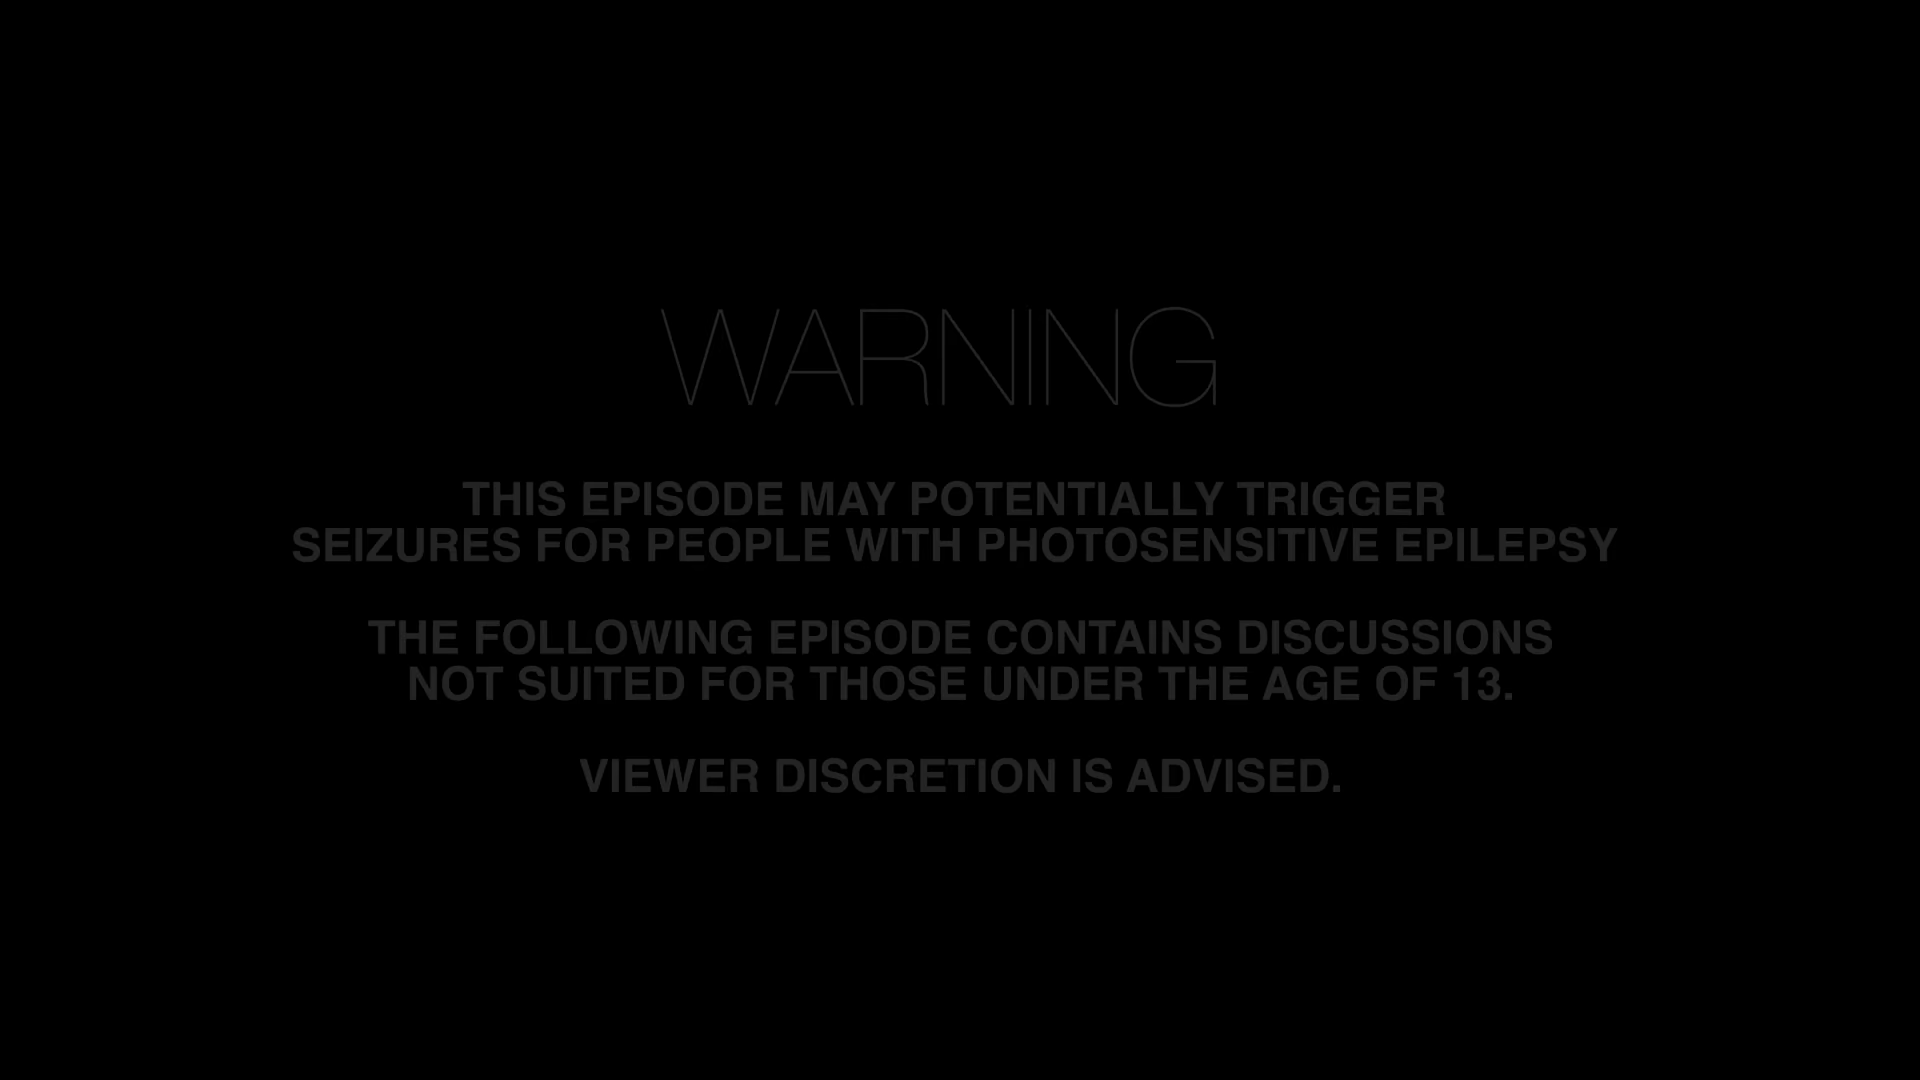 WARNING
THIS EPISODE MAY POTENTIALLY TRIGGER
SEIZURES FOR PEOPLE WITH PHOTOSENSITIVE EPILEPSY
THE FOLLOWING EPISODE CONTAINS DISCUSSIONS
NOT SUITED FOR THOSE UNDER THE AGE OF 13.
VIEWER DISCRETION IS ADVISED.